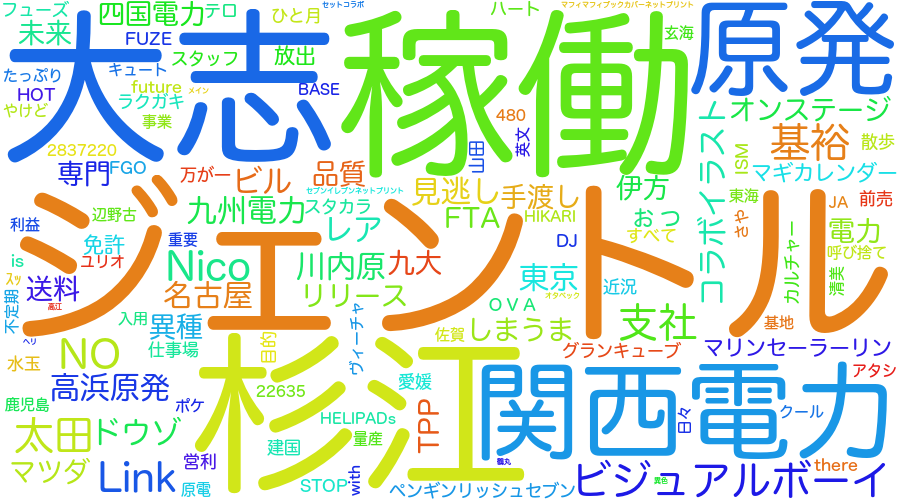 フューズ
四国電力
テロ
ひと月
セットコラボ
ハート
マフィマフィブックカバーネットプリント
未来
FUZE
スタッフ
放出
玄海
たっぷり
キュート
大志
稼働
原発
HOT
future
メイン
BASE
やけど
ラクガキ
事業
480
英文
オンステージ
2837220
山田
基裕
散歩
専門
FGO
万が一
ビル
品質
セブンイレブンネットプリント
見逃し
手渡し
伊方
コラボイラスト
ISM
マギカレンダー
利益
辺野古
九州電力
スタカラ
レア
FTA
HIKARI
おっ
東海
さや
JA
前売
免許
重要
DJ
すべて
カルチャー
電力
呼び捨て
is
ユリオ
Nico
川内原
九大
東京
近況
清美
ｽｯ
送料
高江
名古屋
リリース
OVA
オタペック
ジェントル
不定期
入用
異種
目的
ヴィーチャ
佐賀
しまうま
支社
基地
ヘリ
仕事場
水玉
NO
杉江
グランキューブ
マリンセーラーリン
高浜原発
22635
愛媛
関西電力
アタシ
鹿児島
ポケ
HELIPADs
TPP
日々
クール
太田
ドウゾ
建国
量産
マツダ
Link
営利
鶴丸
there
原電
STOP
with
ペンギンリッシュセブン
異色
ビジュアルボーイ